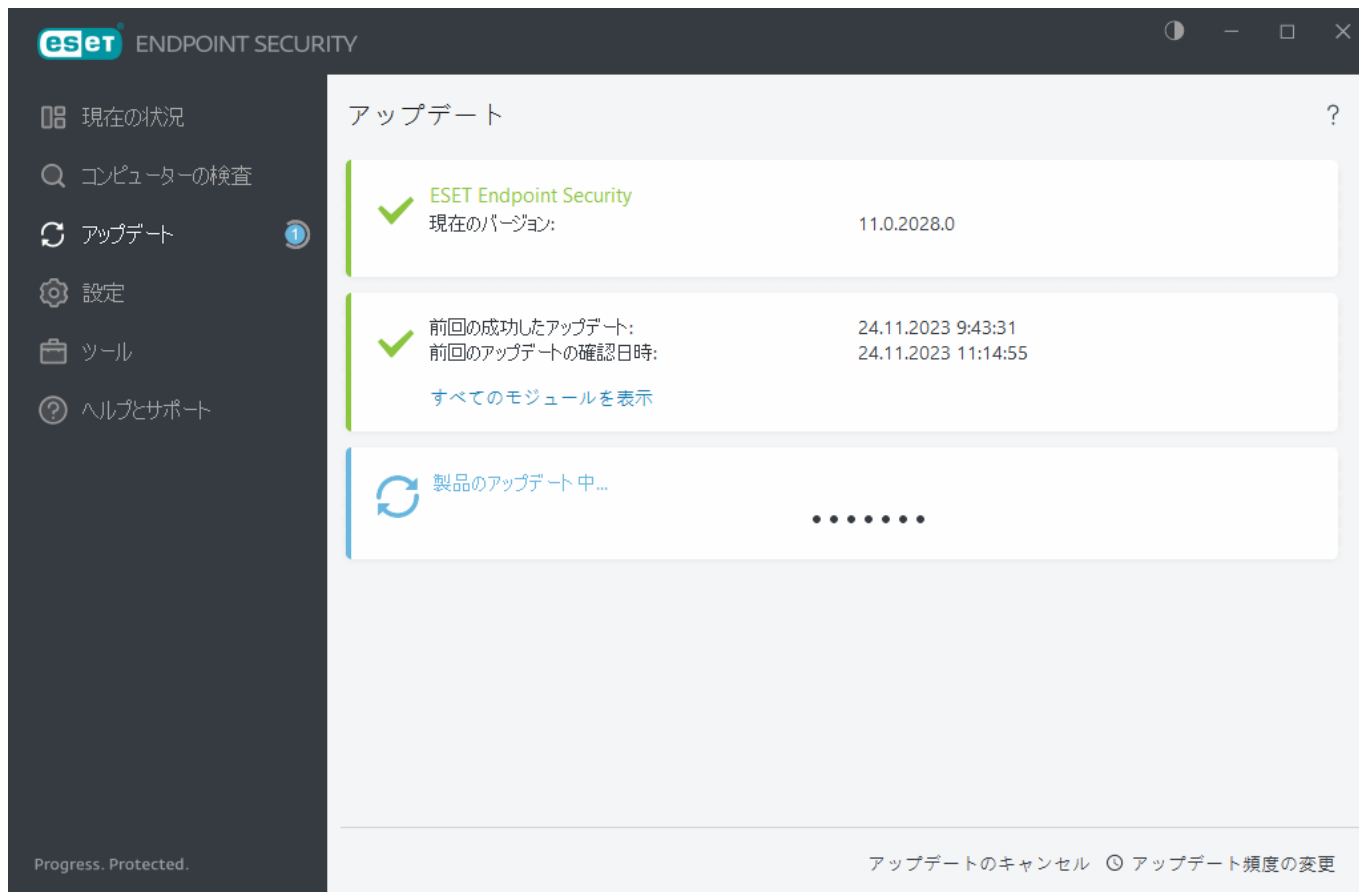 eset ENDPOINT SECURITY
現在の状況
コンピューターの検査
アップデート 1
設定
ツール
ヘルプとサポート
Progress. Protected.
アップデート ?
ESET Endpoint Security
現在のバージョン: 11.0.2028.0
前回の成功したアップデート: 24.11.2023 9:43:31
前回のアップデートの確認日時: 24.11.2023 11:14:55
すべてのモジュールを表示
製品のアップデート 中...
アップデートのキャンセル アップデート頻度の変更